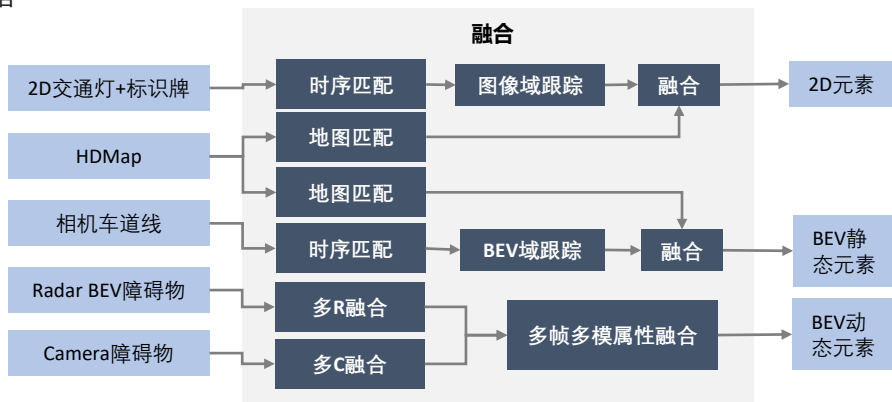 融合
2D交通灯+标识牌
时序匹配
图像域跟踪
融合
2D元素
地图匹配
HDMap
地图匹配
相机车道线
时序匹配
BEV域跟踪
融合
BEV静
态元素
Radar BEV障碍物
多R融合
多帧多模属性融合
BEV动
态元素
Camera障碍物
多C融合